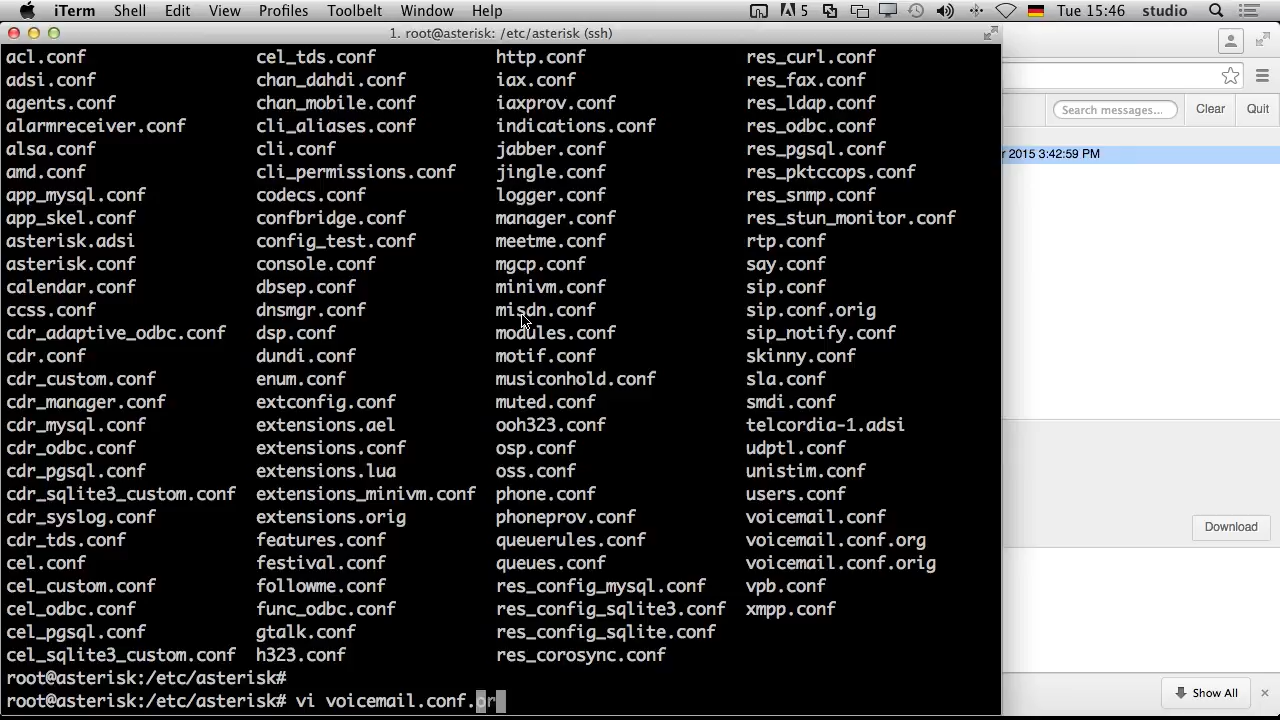 iTerm Shell Edit View Profiles Toolbelt Window Help 5 Tue 15:46 studio
1. root@asterisk: /etc/asterisk (ssh)
acl.conf cel_tds.conf http.conf res_curl.conf
adsi.conf chan_dahdi.conf iax.conf res_fax.conf
agents.conf chan_mobile.conf iaxprov.conf res_ldap.conf
Search messages... Clear Quit
alarmreceiver.conf cli_aliases.conf indications.conf res_odbc.conf
alsa.conf cli.conf jabber.conf res_pgsql.conf
r 2015 3:42:59 PM
amd.conf cli_permissions.conf jingle.conf res_pktccops.conf
app_mysql.conf codecs.conf logger.conf res_snmp.conf
app_skel.conf confbridge.conf manager.conf res_stun_monitor.conf
asterisk.adsi config_test.conf meetme.conf rtp.conf
asterisk.conf console.conf mgcp.conf say.conf
calendar.conf dbsep.conf minivm.conf sip.conf
ccss.conf dnsmgr.conf misdn.conf sip.conf.orig
cdr_adaptive_odbc.conf dsp.conf modules.conf sip_notify.conf
cdr.conf dundi.conf motif.conf skinny.conf
cdr_custom.conf enum.conf musiconhold.conf sla.conf
cdr_manager.conf extconfig.conf muted.conf smdi.conf
cdr_mysql.conf extensions.ael ooh323.conf telcordia-1.adsi
cdr_odbc.conf extensions.conf osp.conf udptl.conf
cdr_pgsql.conf extensions.lua oss.conf unistim.conf
cdr_sqlite3_custom.conf extensions_minivm.conf phone.conf users.conf
cdr_syslog.conf extensions.orig phoneprov.conf voicemail.conf
Download
cdr_tds.conf features.conf queuerules.conf voicemail.conf.org
cel.conf festival.conf queues.conf voicemail.conf.orig
cel_custom.conf followme.conf res_config_mysql.conf vpb.conf
cel_odbc.conf func_odbc.conf res_config_sqlite3.conf xmpp.conf
cel_pgsql.conf gtalk.conf res_config_sqlite.conf
cel_sqlite3_custom.conf h323.conf res_corosync.conf
root@asterisk:/etc/asterisk#
root@asterisk:/etc/asterisk# vi voicemail.conf.or
Show All